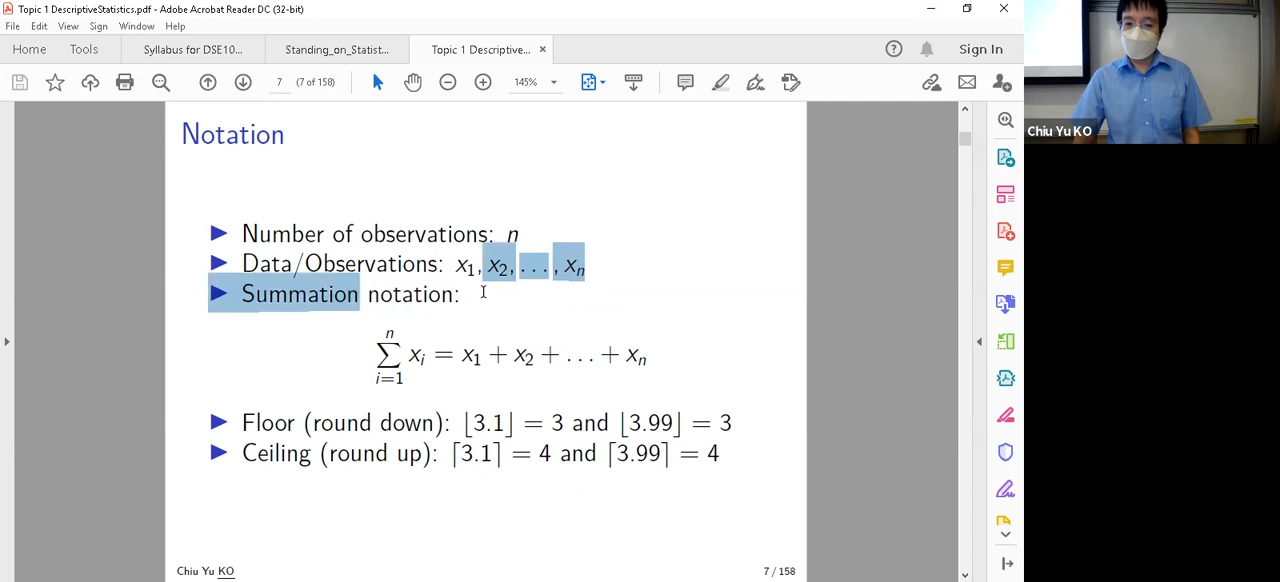 Topic 1 DescriptiveStatistics.pdf - Adobe Acrobat Reader DC (32-bit)
File Edit View Sign Window Help
Home Tools Syllabus for DSE10... Standing_on_Statist... Topic 1 Descriptive... × Sign In
7 (7 of 158) 145%
Notation
Number of observations: n
Data/Observations: x₁, x₂, . . . , xₙ
Summation notation:
∑ᵢ₌₁ⁿ xᵢ = x₁ + x₂ + . . . + xₙ
Floor (round down): ⌊3.1⌋ = 3 and ⌊3.99⌋ = 3
Ceiling (round up): ⌈3.1⌉ = 4 and ⌈3.99⌉ = 4
Chiu Yu KO 7 / 158
Chiu Yu KO